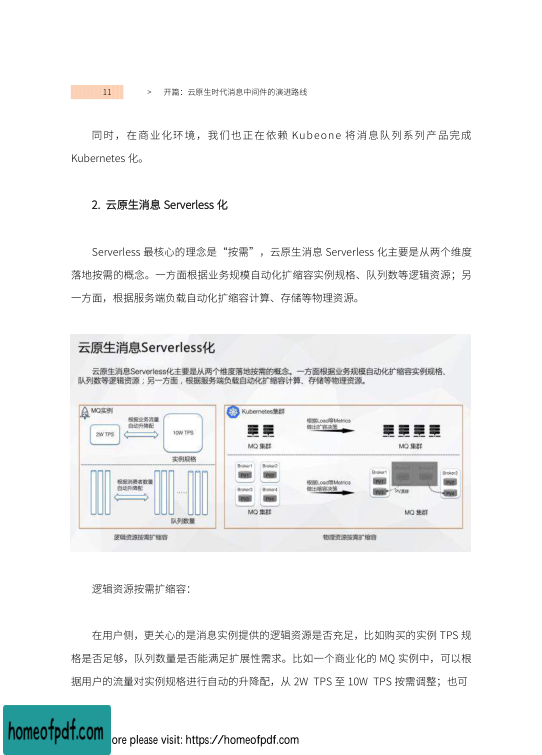 11 > 开篇：云原生时代消息中间件的演进路线
同时，在商业化环境，我们也正在依赖 Kubeone 将消息队列系列产品完成
Kubernetes 化。
2. 云原生消息 Serverless 化
Serverless 最核心的理念是“按需”，云原生消息 Serverless 化主要是从两个维度
落地按需的概念。一方面根据业务规模自动化扩缩容实例规格、队列数等逻辑资源；另
一方面，根据服务端负载自动化扩缩容计算、存储等物理资源。
云原生消息Serverless化
云原生消息Serverless化主要是从两个维度落地按需的概念。一方面根据业务规模自动化扩缩容实例规格、
队列数等逻辑资源；另一方面，根据服务端负载自动化扩缩容计算、存储等物理资源。
MQ实例
2W TPS
根据业务流量
自动升降配
10W TPS
实例规格
根据消费者数量
自动升降配
......
队列数量
逻辑资源按需扩缩容
Kubernetes集群
MQ 集群
根据Load等Metrics
做出扩容决策
MQ 集群
Broker1
Broker2
Broker3
Broker4
MQ 集群
根据Load等Metrics
做出缩容决策
Broker1
Broker2
MQ 集群
物理资源按需扩缩容
逻辑资源按需扩缩容：
在用户侧，更关心的是消息实例提供的逻辑资源是否充足，比如购买的实例 TPS 规
格是否足够，队列数量是否能满足扩展性需求。比如一个商业化的 MQ 实例中，可以根
据用户的流量对实例规格进行自动的升降配，从 2W TPS 至 10W TPS 按需调整；也可
homeofpdf.com
ore please visit: https://homeofpdf.com